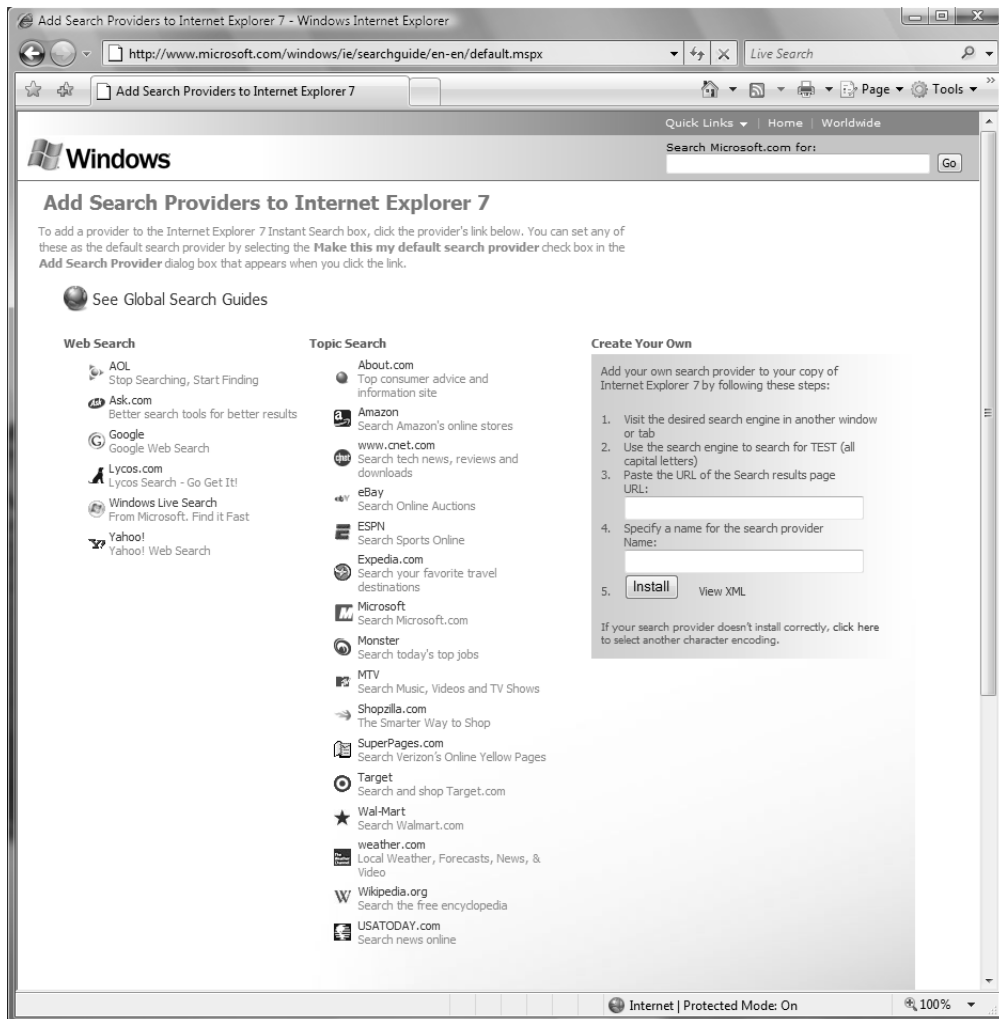 Add Search Providers to Internet Explorer 7 - Windows Internet Explorer
http://www.microsoft.com/windows/ie/searchguide/en-en/default.mspx
Live Search
Add Search Providers to Internet Explorer 7
Page
Tools
Quick Links | Home | Worldwide
Windows
Search Microsoft.com for:
Go
Add Search Providers to Internet Explorer 7
To add a provider to the Internet Explorer 7 Instant Search box, click the provider's link below. You can set any of
these as the default search provider by selecting the Make this my default search provider check box in the
Add Search Provider dialog box that appears when you click the link.
See Global Search Guides
Web Search
AOL
Stop Searching, Start Finding
Ask.com
Better search tools for better results
Google
Google Web Search
Lycos.com
Lycos Search - Go Get It!
Windows Live Search
From Microsoft. Find it Fast
Yahoo!
Yahoo! Web Search
Topic Search
About.com
Top consumer advice and
information site
Amazon
Search Amazon's online stores
www.cnet.com
Search tech news, reviews and
downloads
eBay
Search Online Auctions
ESPN
Search Sports Online
Expedia.com
Search your favorite travel
destinations
Microsoft
Search Microsoft.com
Monster
Search today's top jobs
MTV
Search Music, Videos and TV Shows
Shopzilla.com
The Smarter Way to Shop
SuperPages.com
Search Verizon's Online Yellow Pages
Target
Search and shop Target.com
Wal-Mart
Search Walmart.com
weather.com
Local Weather, Forecasts, News, &
Video
Wikipedia.org
Search the free encyclopedia
USATODAY.com
Search news online
Create Your Own
Add your own search provider to your copy of
Internet Explorer 7 by following these steps:
1. Visit the desired search engine in another window
or tab
2. Use the search engine to search for TEST (all
capital letters)
3. Paste the URL of the Search results page
URL:
4. Specify a name for the search provider
Name:
5. Install View XML
If your search provider doesn't install correctly, click here
to select another character encoding.
Internet | Protected Mode: On
100%